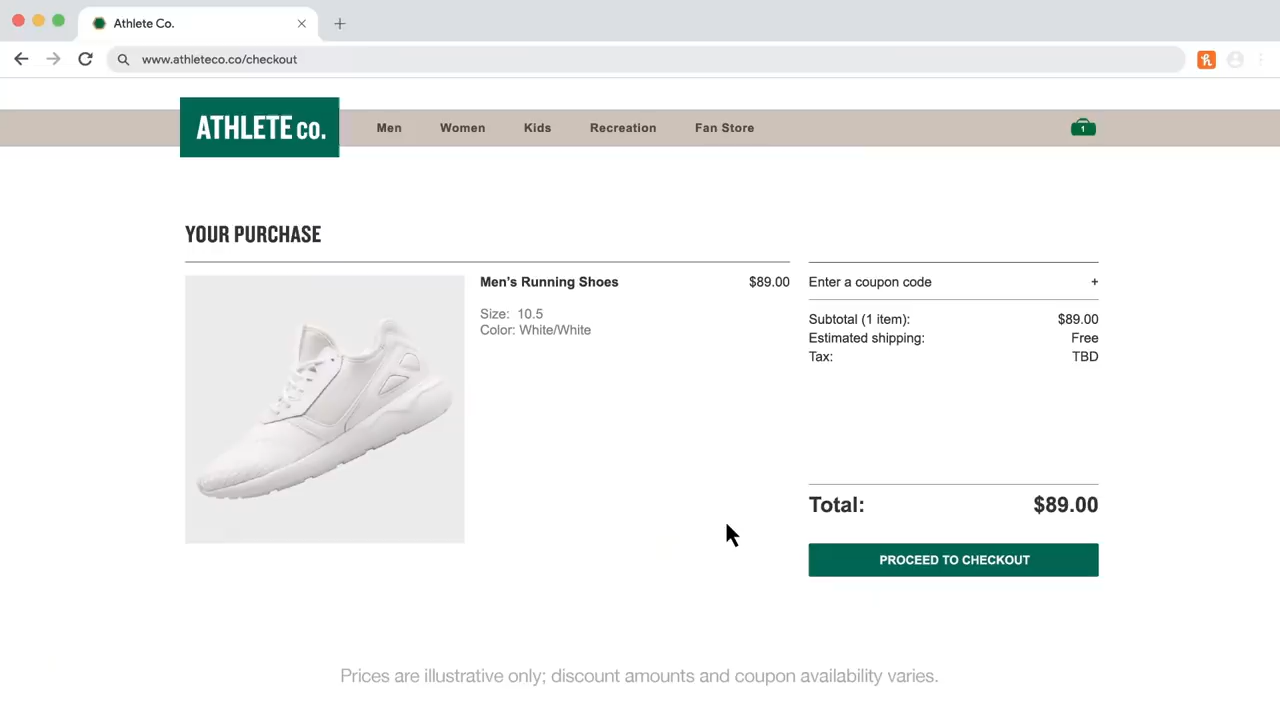 Athlete Co.
www.athleteco.co/checkout
ATHLETE CO.
Men
Women
Kids
Recreation
Fan Store
1
YOUR PURCHASE
Men's Running Shoes $89.00
Size: 10.5
Color: White/White
Enter a coupon code +
Subtotal (1 item): $89.00
Estimated shipping: Free
Tax: TBD
Total: $89.00
PROCEED TO CHECKOUT
Prices are illustrative only; discount amounts and coupon availability varies.